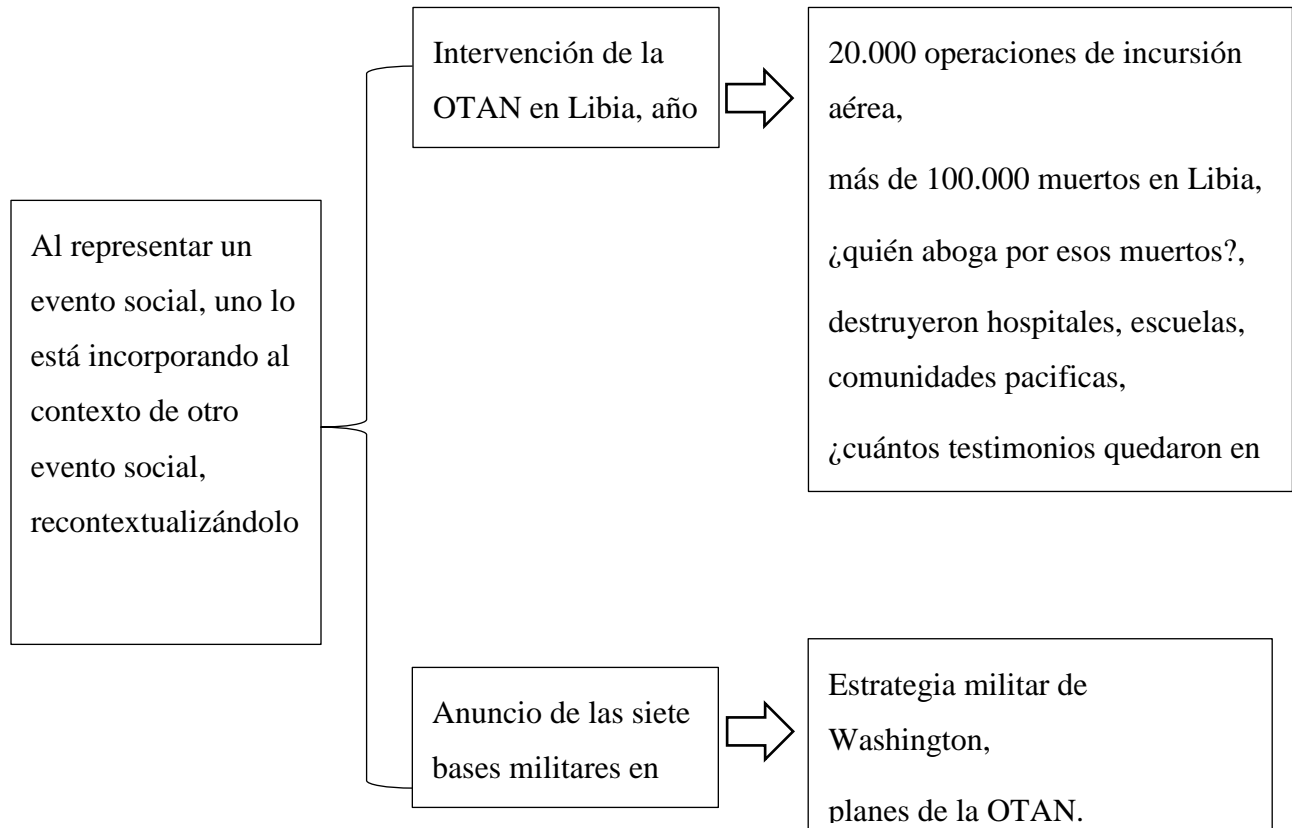 Al representar un
evento social, uno lo
está incorporando al
contexto de otro
evento social,
recontextualizándolo
Intervención de la
OTAN en Libia, año
20.000 operaciones de incursión
aérea,
más de 100.000 muertos en Libia,
¿quién aboga por esos muertos?,
destruyeron hospitales, escuelas,
comunidades pacificas,
¿cuántos testimonios quedaron en
Anuncio de las siete
bases militares en
Estrategia militar de
Washington,
planes de la OTAN.